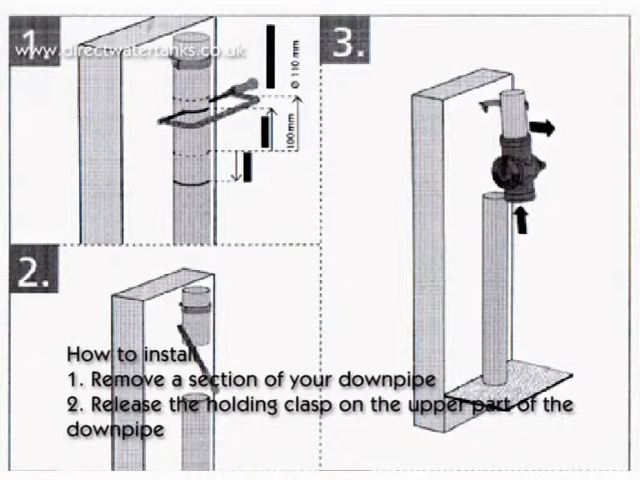 1.
www.directwatertanks.co.uk
3.
Ø 110 mm
100mm
2.
How to install
1. Remove a section of your downpipe
2. Release the holding clasp on the upper part of the
downpipe